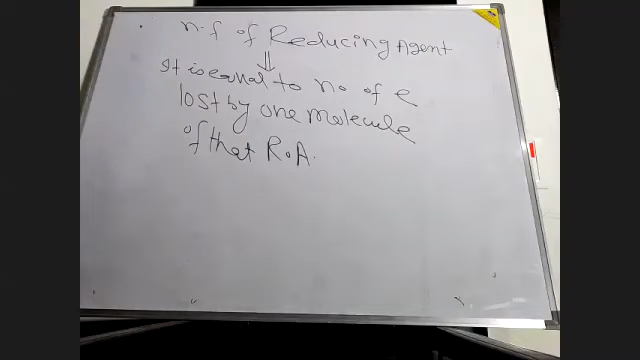 n.f of Reducing Agent
⇓
It is equal to no of e
lost by one molecule
of that R.A.